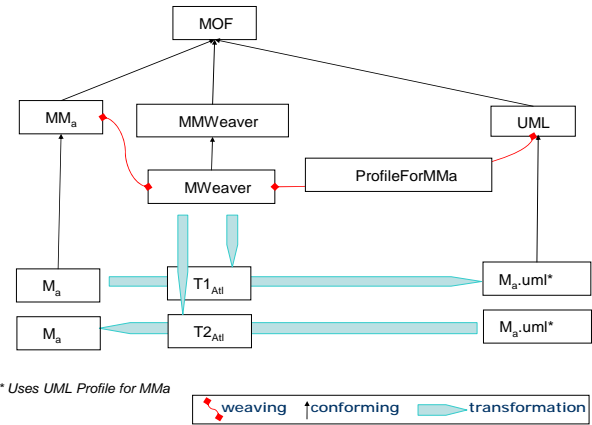 MOF
MMa
MMWeaver
UML
MWeaver
ProfileForMMa
Ma
T1Atl
Ma.uml*
Ma
T2Atl
Ma.uml*
* Uses UML Profile for MMa
weaving conforming transformation